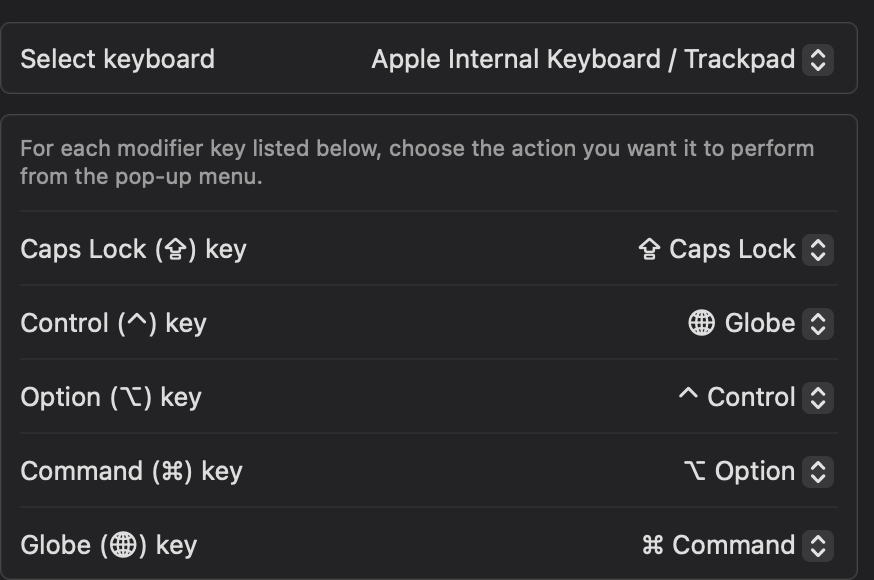 Select keyboard Apple Internal Keyboard / Trackpad
For each modifier key listed below, choose the action you want it to perform
from the pop-up menu.
Caps Lock (⇪) key ⇪ Caps Lock
Control (^) key 🌐 Globe
Option (⌥) key ^ Control
Command (⌘) key ⌥ Option
Globe (🌐) key ⌘ Command